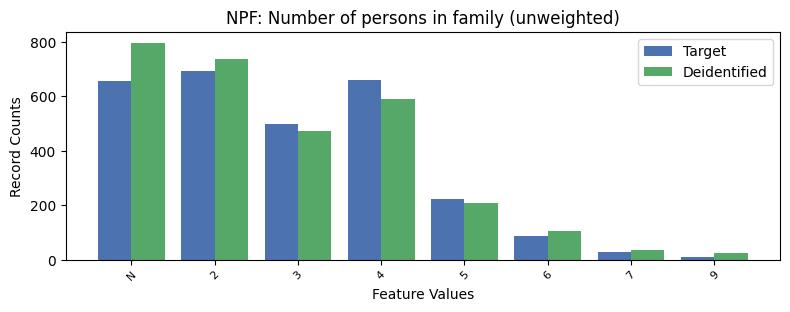 NPF: Number of persons in family (unweighted)
Target
Deidentified
Record Counts
800
600
400
200
0
N 2 3 4 5 6 7 9
Feature Values